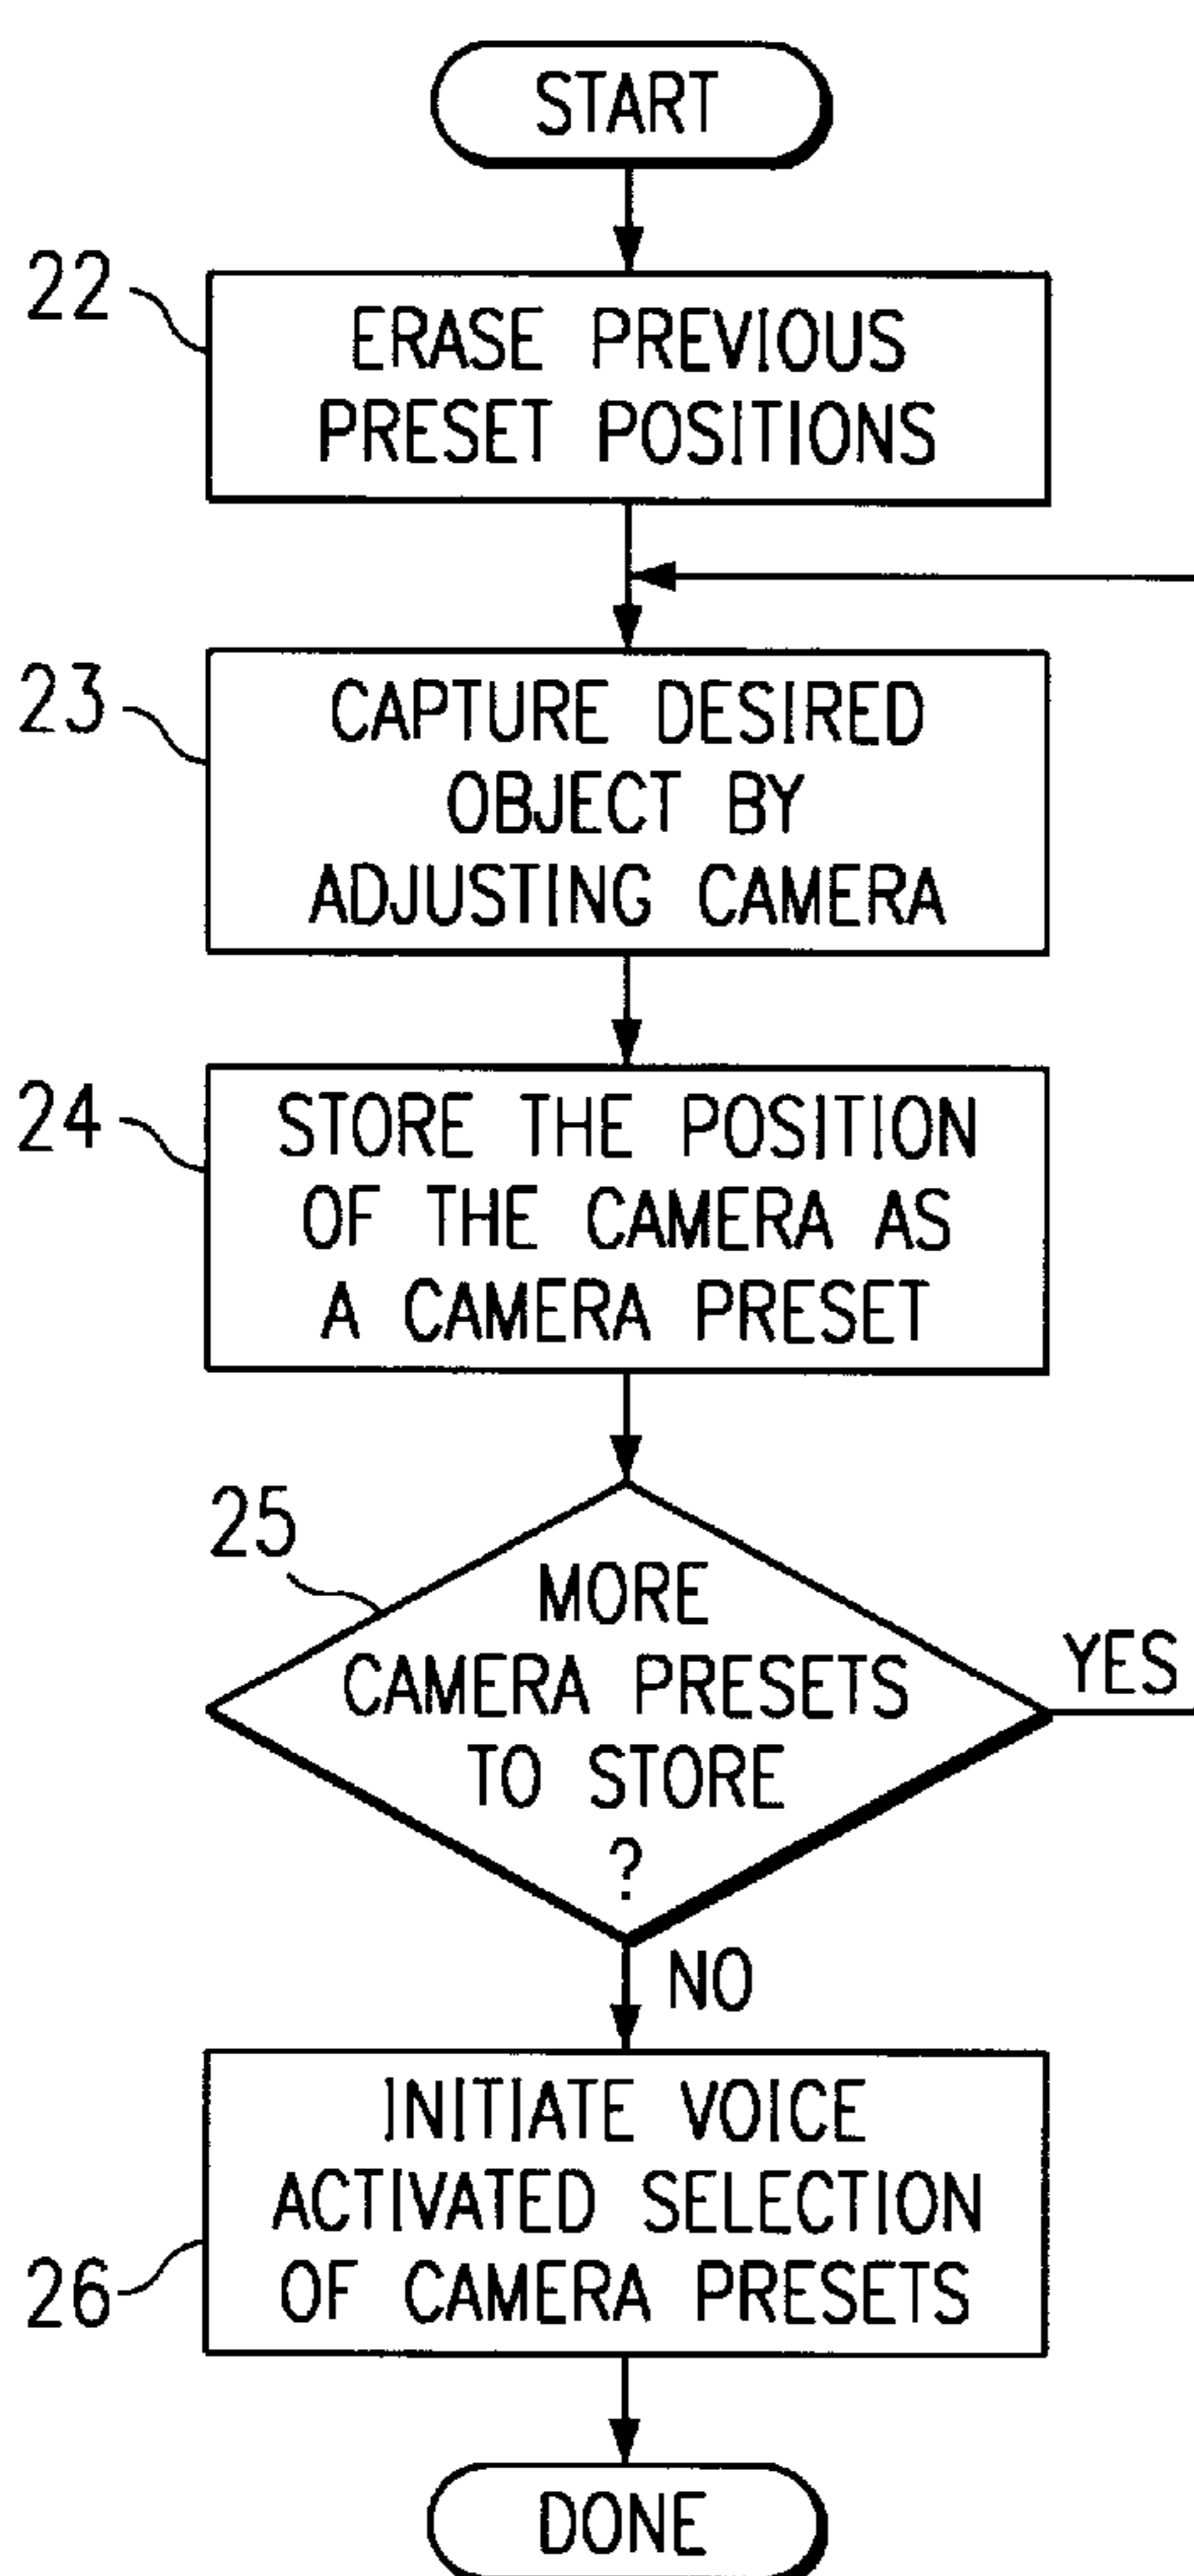 START
22
ERASE PREVIOUS
PRESET POSITIONS
23
CAPTURE DESIRED
OBJECT BY
ADJUSTING CAMERA
24
STORE THE POSITION
OF THE CAMERA AS
A CAMERA PRESET
25
MORE
CAMERA PRESETS
TO STORE
?
YES
NO
INITIATE VOICE
ACTIVATED SELECTION
OF CAMERA PRESETS
26
DONE